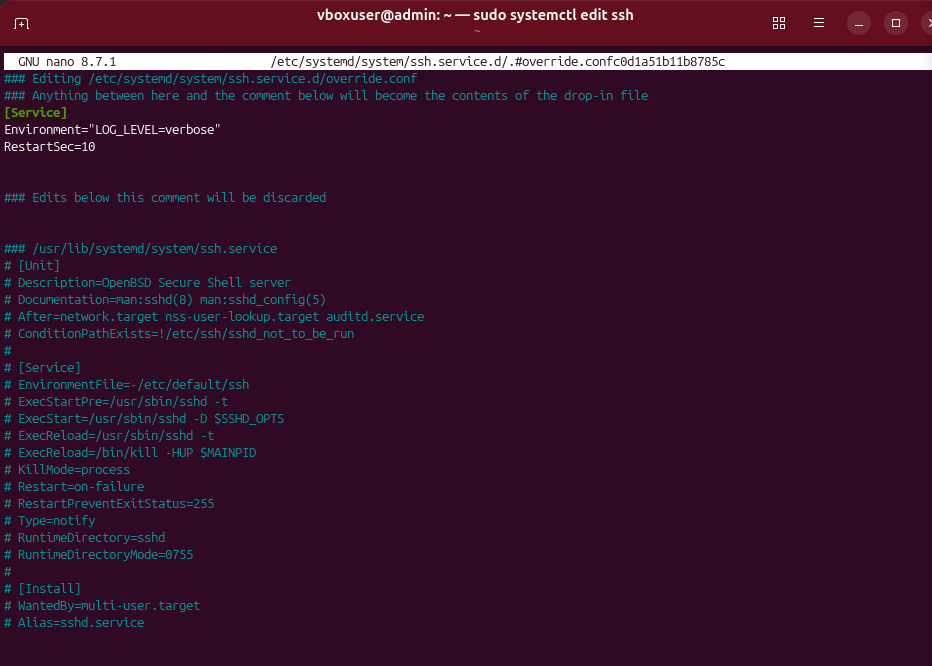 vboxuser@admin: ~ — sudo systemctl edit ssh
~
GNU nano 8.7.1 /etc/systemd/system/ssh.service.d/.#override.confc0d1a51b11b8785c
### Editing /etc/systemd/system/ssh.service.d/override.conf
### Anything between here and the comment below will become the contents of the drop-in file
[Service]
Environment="LOG_LEVEL=verbose"
RestartSec=10
### Edits below this comment will be discarded
### /usr/lib/systemd/system/ssh.service
# [Unit]
# Description=OpenBSD Secure Shell server
# Documentation=man:sshd(8) man:sshd_config(5)
# After=network.target nss-user-lookup.target auditd.service
# ConditionPathExists=!/etc/ssh/sshd_not_to_be_run
#
# [Service]
# EnvironmentFile=-/etc/default/ssh
# ExecStartPre=/usr/sbin/sshd -t
# ExecStart=/usr/sbin/sshd -D $SSHD_OPTS
# ExecReload=/usr/sbin/sshd -t
# ExecReload=/bin/kill -HUP $MAINPID
# KillMode=process
# Restart=on-failure
# RestartPreventExitStatus=255
# Type=notify
# RuntimeDirectory=sshd
# RuntimeDirectoryMode=0755
#
# [Install]
# WantedBy=multi-user.target
# Alias=sshd.service